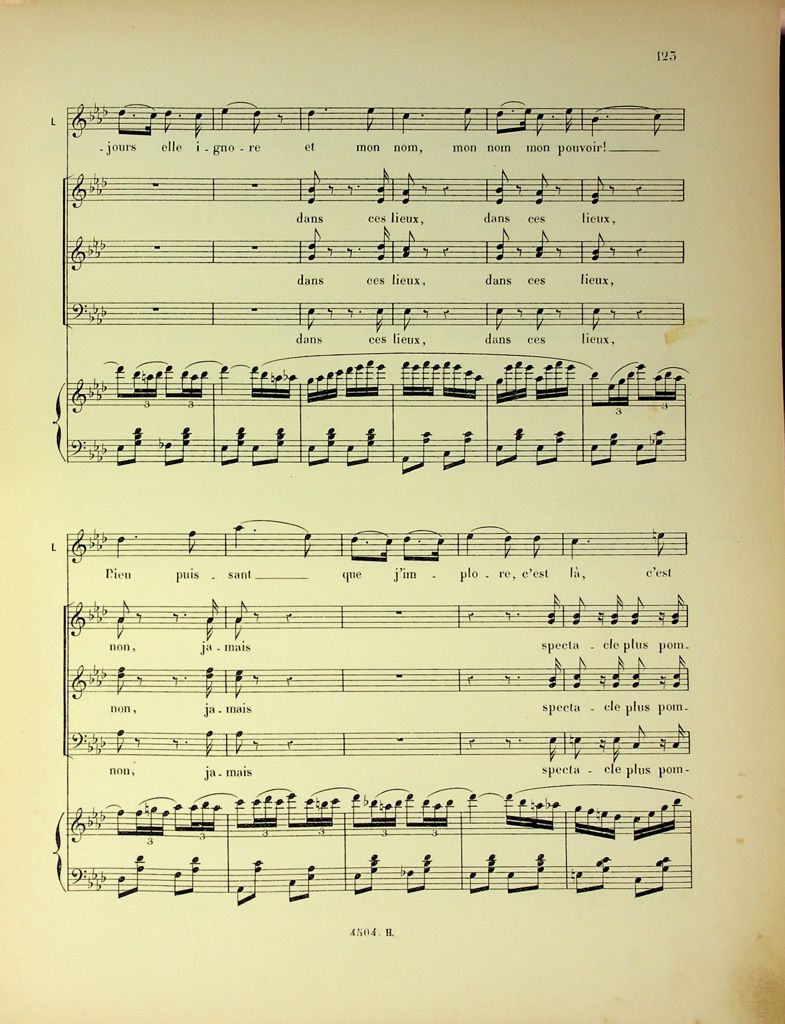 125
L
- jours elle i - gno - re et mon nom, mon nom mon pouvoir!
dans ces lieux, dans ces lieux,
dans ces lieux, dans ces lieux,
dans ces lieux, dans ces lieux,
3 3 3 3
L
Dieu puis - sant que j'im - plo - re, c'est là, c'est
non, ja - mais specta - cle plus pom-
non, ja - mais specta - cle plus pom-
non, ja - mais specta - cle plus pom-
3 3 3 3 3 3
4504. H.